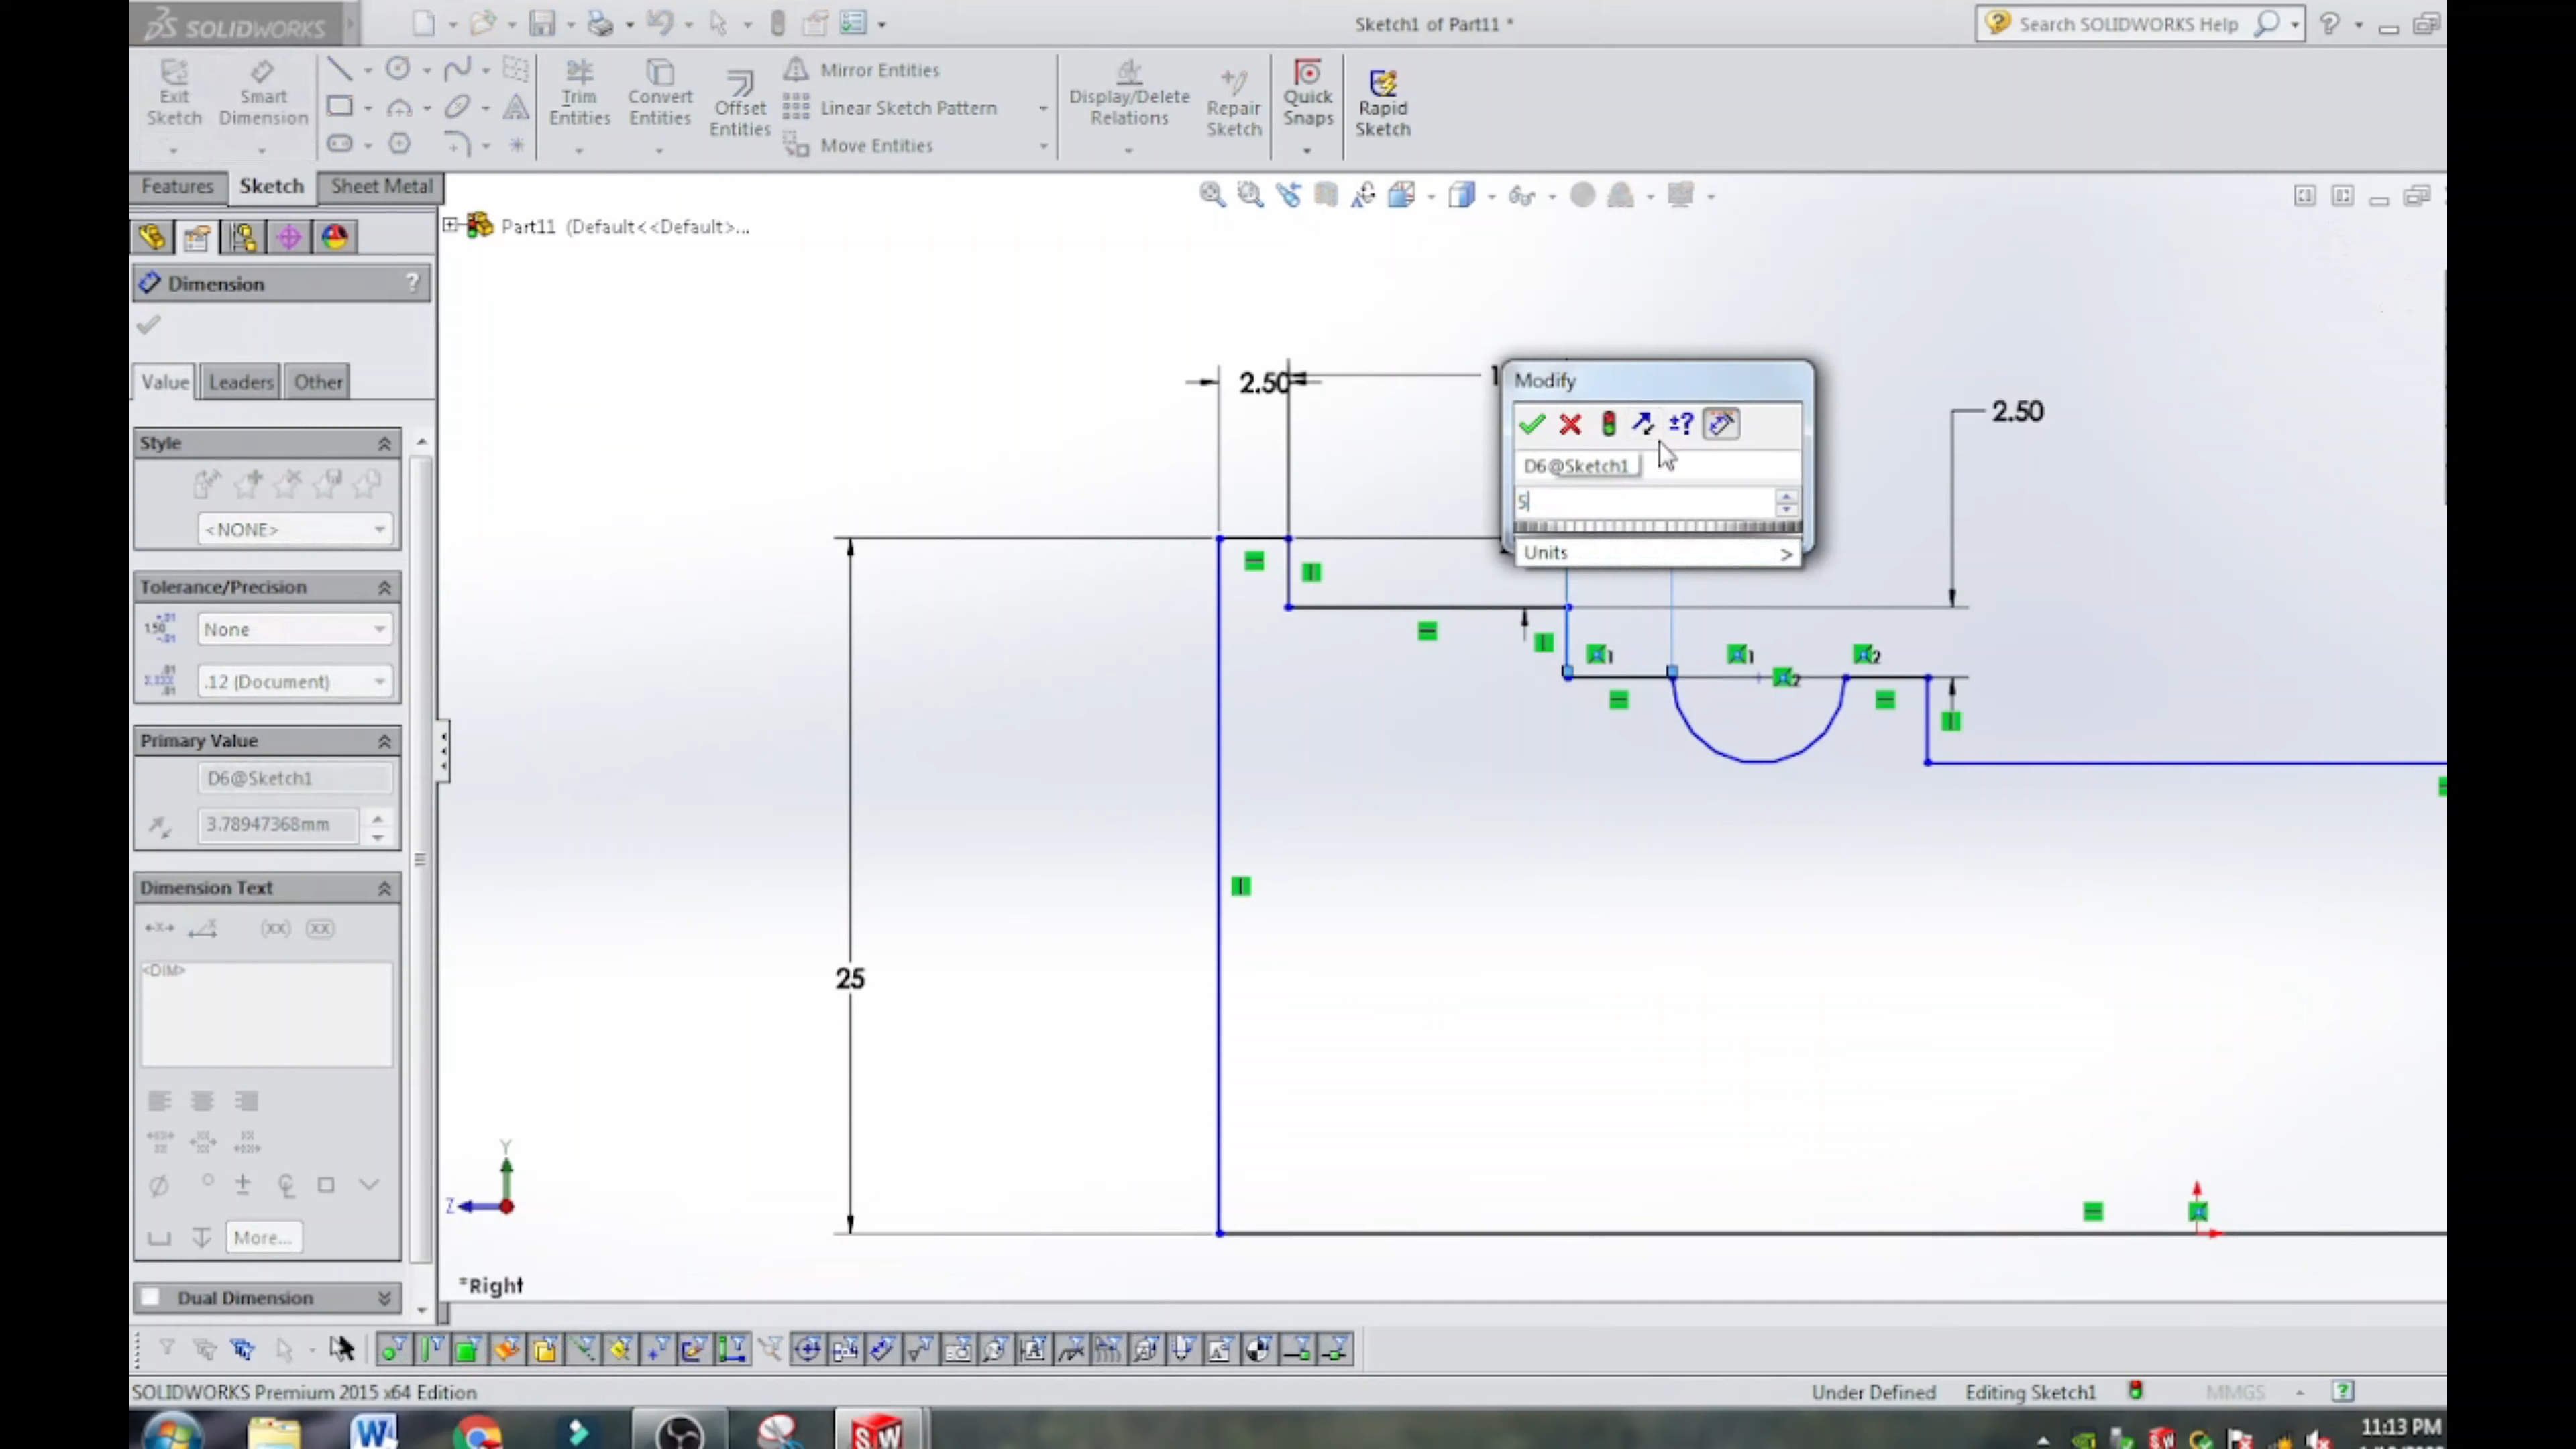 SOLIDWORKS
Sketch1 of Part11 *
Search SOLIDWORKS Help
Exit Sketch
Smart Dimension
Trim Entities
Convert Entities
Offset Entities
Mirror Entities
Linear Sketch Pattern
Move Entities
Display/Delete Relations
Repair Sketch
Quick Snaps
Rapid Sketch
Features
Sketch
Sheet Metal
Part11 (Default<<Default>...
Dimension
?
Value
Leaders
Other
Style
<NONE>
Tolerance/Precision
None
.12 (Document)
Primary Value
D6@Sketch1
3.78947368mm
Dimension Text
<DIM>
More...
Dual Dimension
2.50
Modify
D6@Sketch1
5
Units >
2.50
25
1
1
2
2
Y
Z
*Right
SOLIDWORKS Premium 2015 x64 Edition
Under Defined
Editing Sketch1
MMGS
11:13 PM